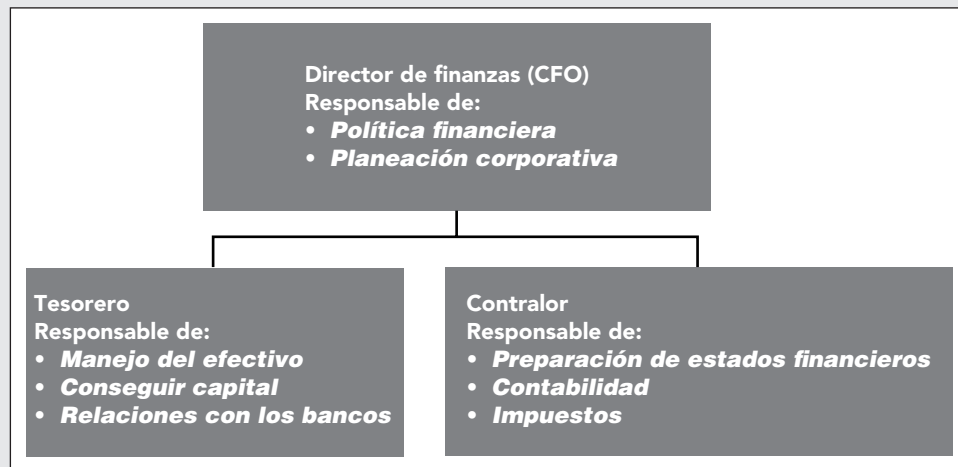 Director de finanzas (CFO)
Responsable de:
• Política financiera
• Planeación corporativa
Tesorero
Responsable de:
• Manejo del efectivo
• Conseguir capital
• Relaciones con los bancos
Contralor
Responsable de:
• Preparación de estados financieros
• Contabilidad
• Impuestos